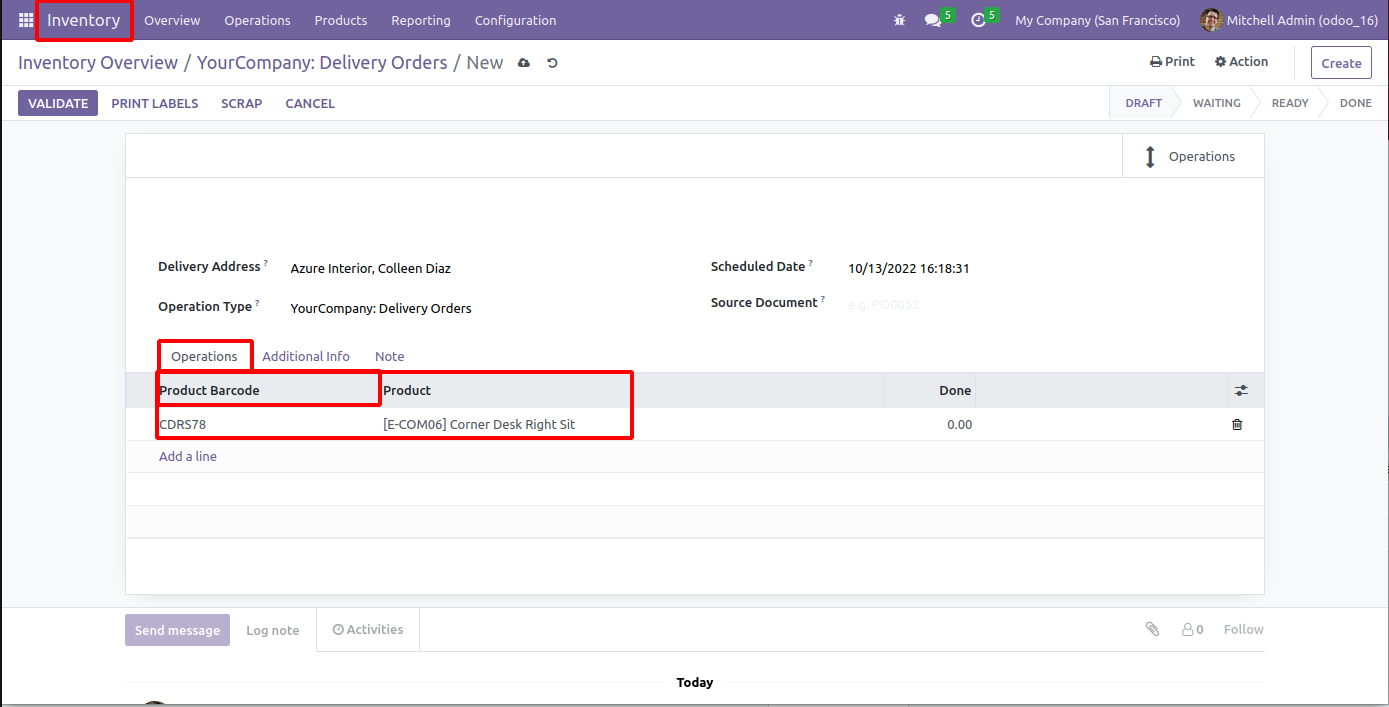 Inventory Overview Operations Products Reporting Configuration 5 5 My Company (San Francisco) Mitchell Admin (odoo_16)
Inventory Overview / YourCompany: Delivery Orders / New Print Action Create
VALIDATE PRINT LABELS SCRAP CANCEL DRAFT WAITING READY DONE
Operations
Delivery Address ? Azure Interior, Colleen Diaz Scheduled Date ? 10/13/2022 16:18:31
Operation Type ? YourCompany: Delivery Orders Source Document ? e.g. PO0032
Operations Additional Info Note
Product Barcode Product Done
CDRS78 [E-COM06] Corner Desk Right Sit 0.00
Add a line
Send message Log note Activities 0 Follow
Today